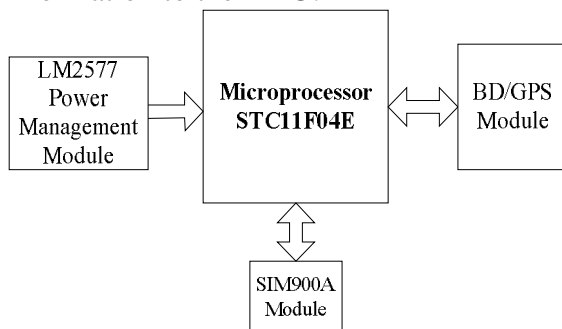 LM2577
Power
Management
Module
Microprocessor
STC11F04E
BD/GPS
Module
SIM900A
Module